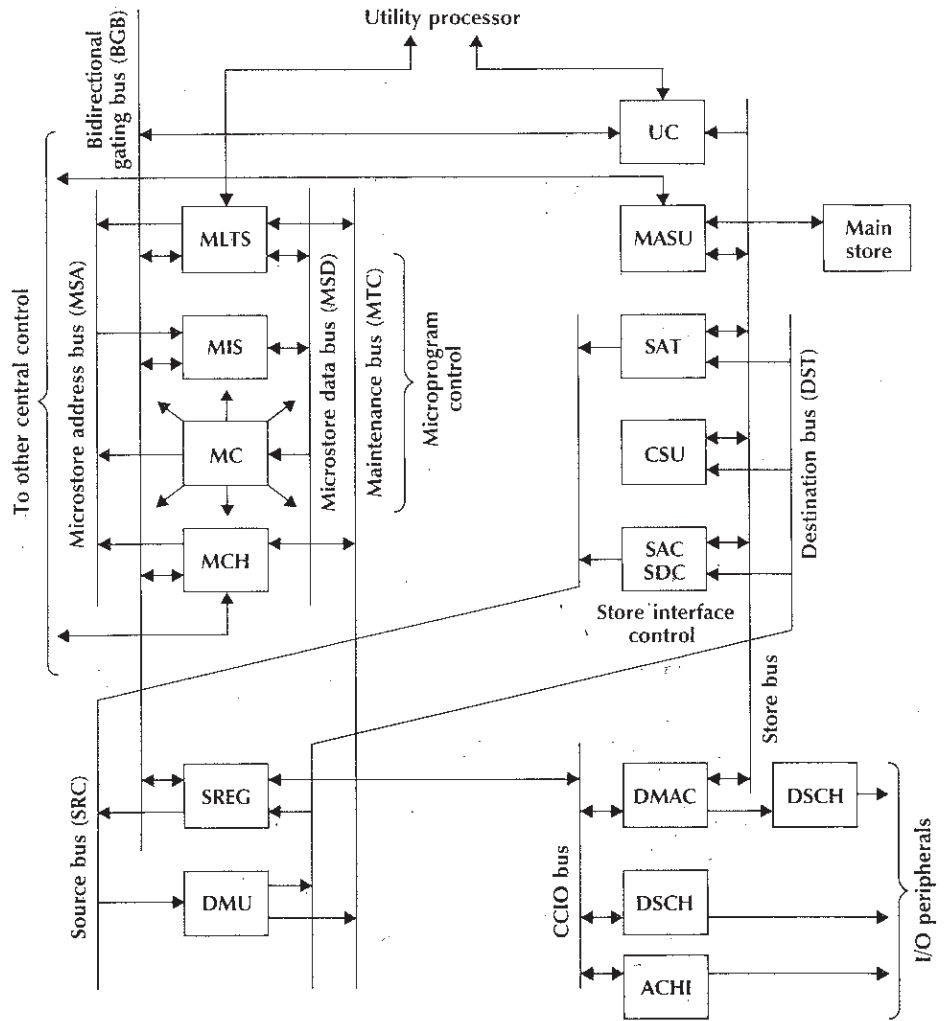 Utility processor
Bidirectional
gating bus (BGB)
UC
To other central control
Microstore address bus (MSA)
MLTS
Microstore data bus (MSD)
Maintenance bus (MTC)
Microprogram
control
MASU
Main
store
MIS
SAT
MC
CSU
Destination bus (DST)
MCH
SAC
SDC
Store interface
control
Store bus
Source bus (SRC)
SREG
DMAC
DSCH
CCIO bus
DMU
DSCH
I/O peripherals
ACHI